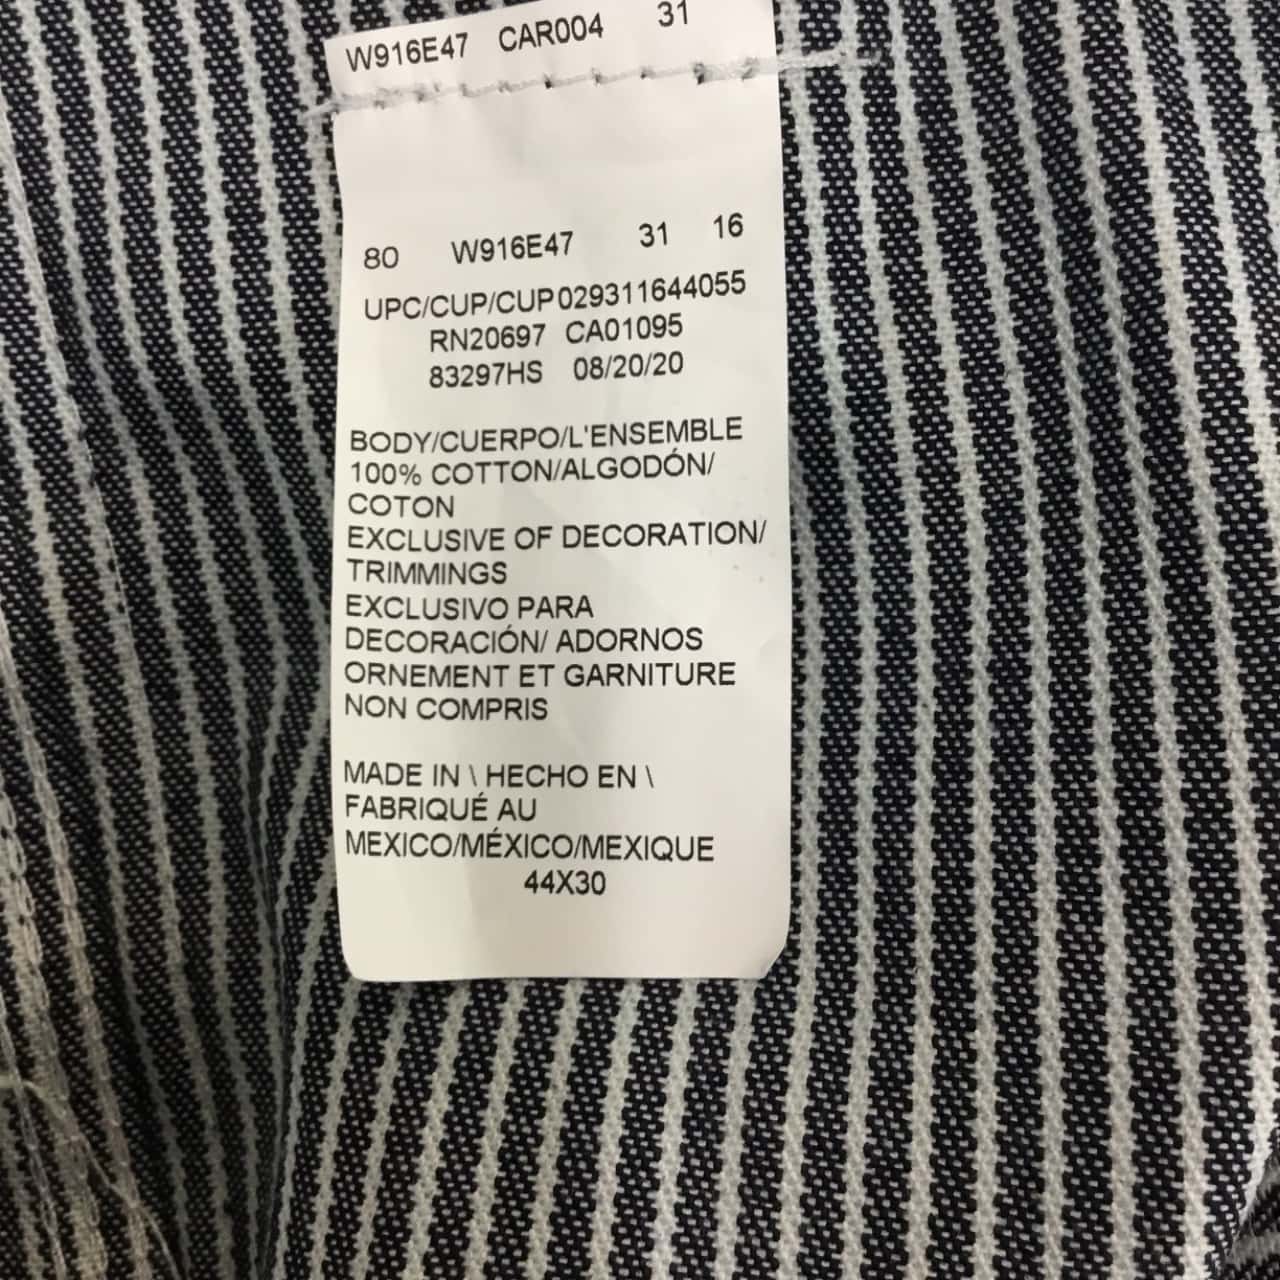 W916E47 CAR004 31
80 W916E47 31 16
UPC/CUP/CUP029311644055
RN20697 CA01095
83297HS 08/20/20
BODY/CUERPO/L'ENSEMBLE
100% COTTON/ALGODÓN/
COTON
EXCLUSIVE OF DECORATION/
TRIMMINGS
EXCLUSIVO PARA
DECORACIÓN/ ADORNOS
ORNEMENT ET GARNITURE
NON COMPRIS
MADE IN \ HECHO EN \
FABRIQUÉ AU
MEXICO/MÉXICO/MEXIQUE
44X30